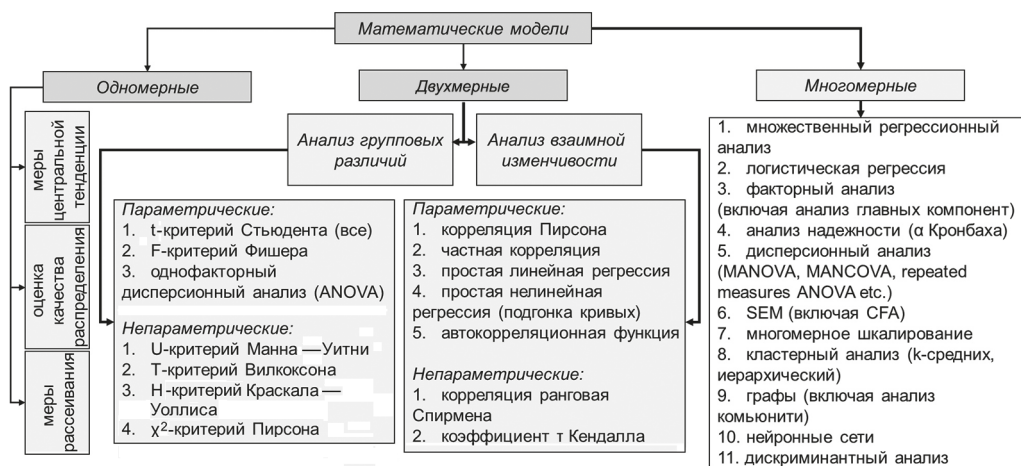 Математические модели
Одномерные
Двухмерные
Многомерные
меры
центральной
тенденции
оценка
качества
распределения
меры
рассеивания
Анализ групповых
различий
Анализ взаимной
изменчивости
Параметрические:
1. t-критерий Стьюдента (все)
2. F-критерий Фишера
3. однофакторный
дисперсионный анализ (ANOVA)
Непараметрические:
1. U-критерий Манна —Уитни
2. Т-критерий Вилкоксона
3. Н-критерий Краскала —
Уоллиса
4. χ²-критерий Пирсона
Параметрические:
1. корреляция Пирсона
2. частная корреляция
3. простая линейная регрессия
4. простая нелинейная
регрессия (подгонка кривых)
5. автокорреляционная функция
Непараметрические:
1. корреляция ранговая
Спирмена
2. коэффициент τ Кендалла
1. множественный регрессионный
анализ
2. логистическая регрессия
3. факторный анализ
(включая анализ главных компонент)
4. анализ надежности (α Кронбаха)
5. дисперсионный анализ
(MANOVA, MANCOVA, repeated
measures ANOVA etc.)
6. SEM (включая CFA)
7. многомерное шкалирование
8. кластерный анализ (k-средних,
иерархический)
9. графы (включая анализ
комьюнити)
10. нейронные сети
11. дискриминантный анализ